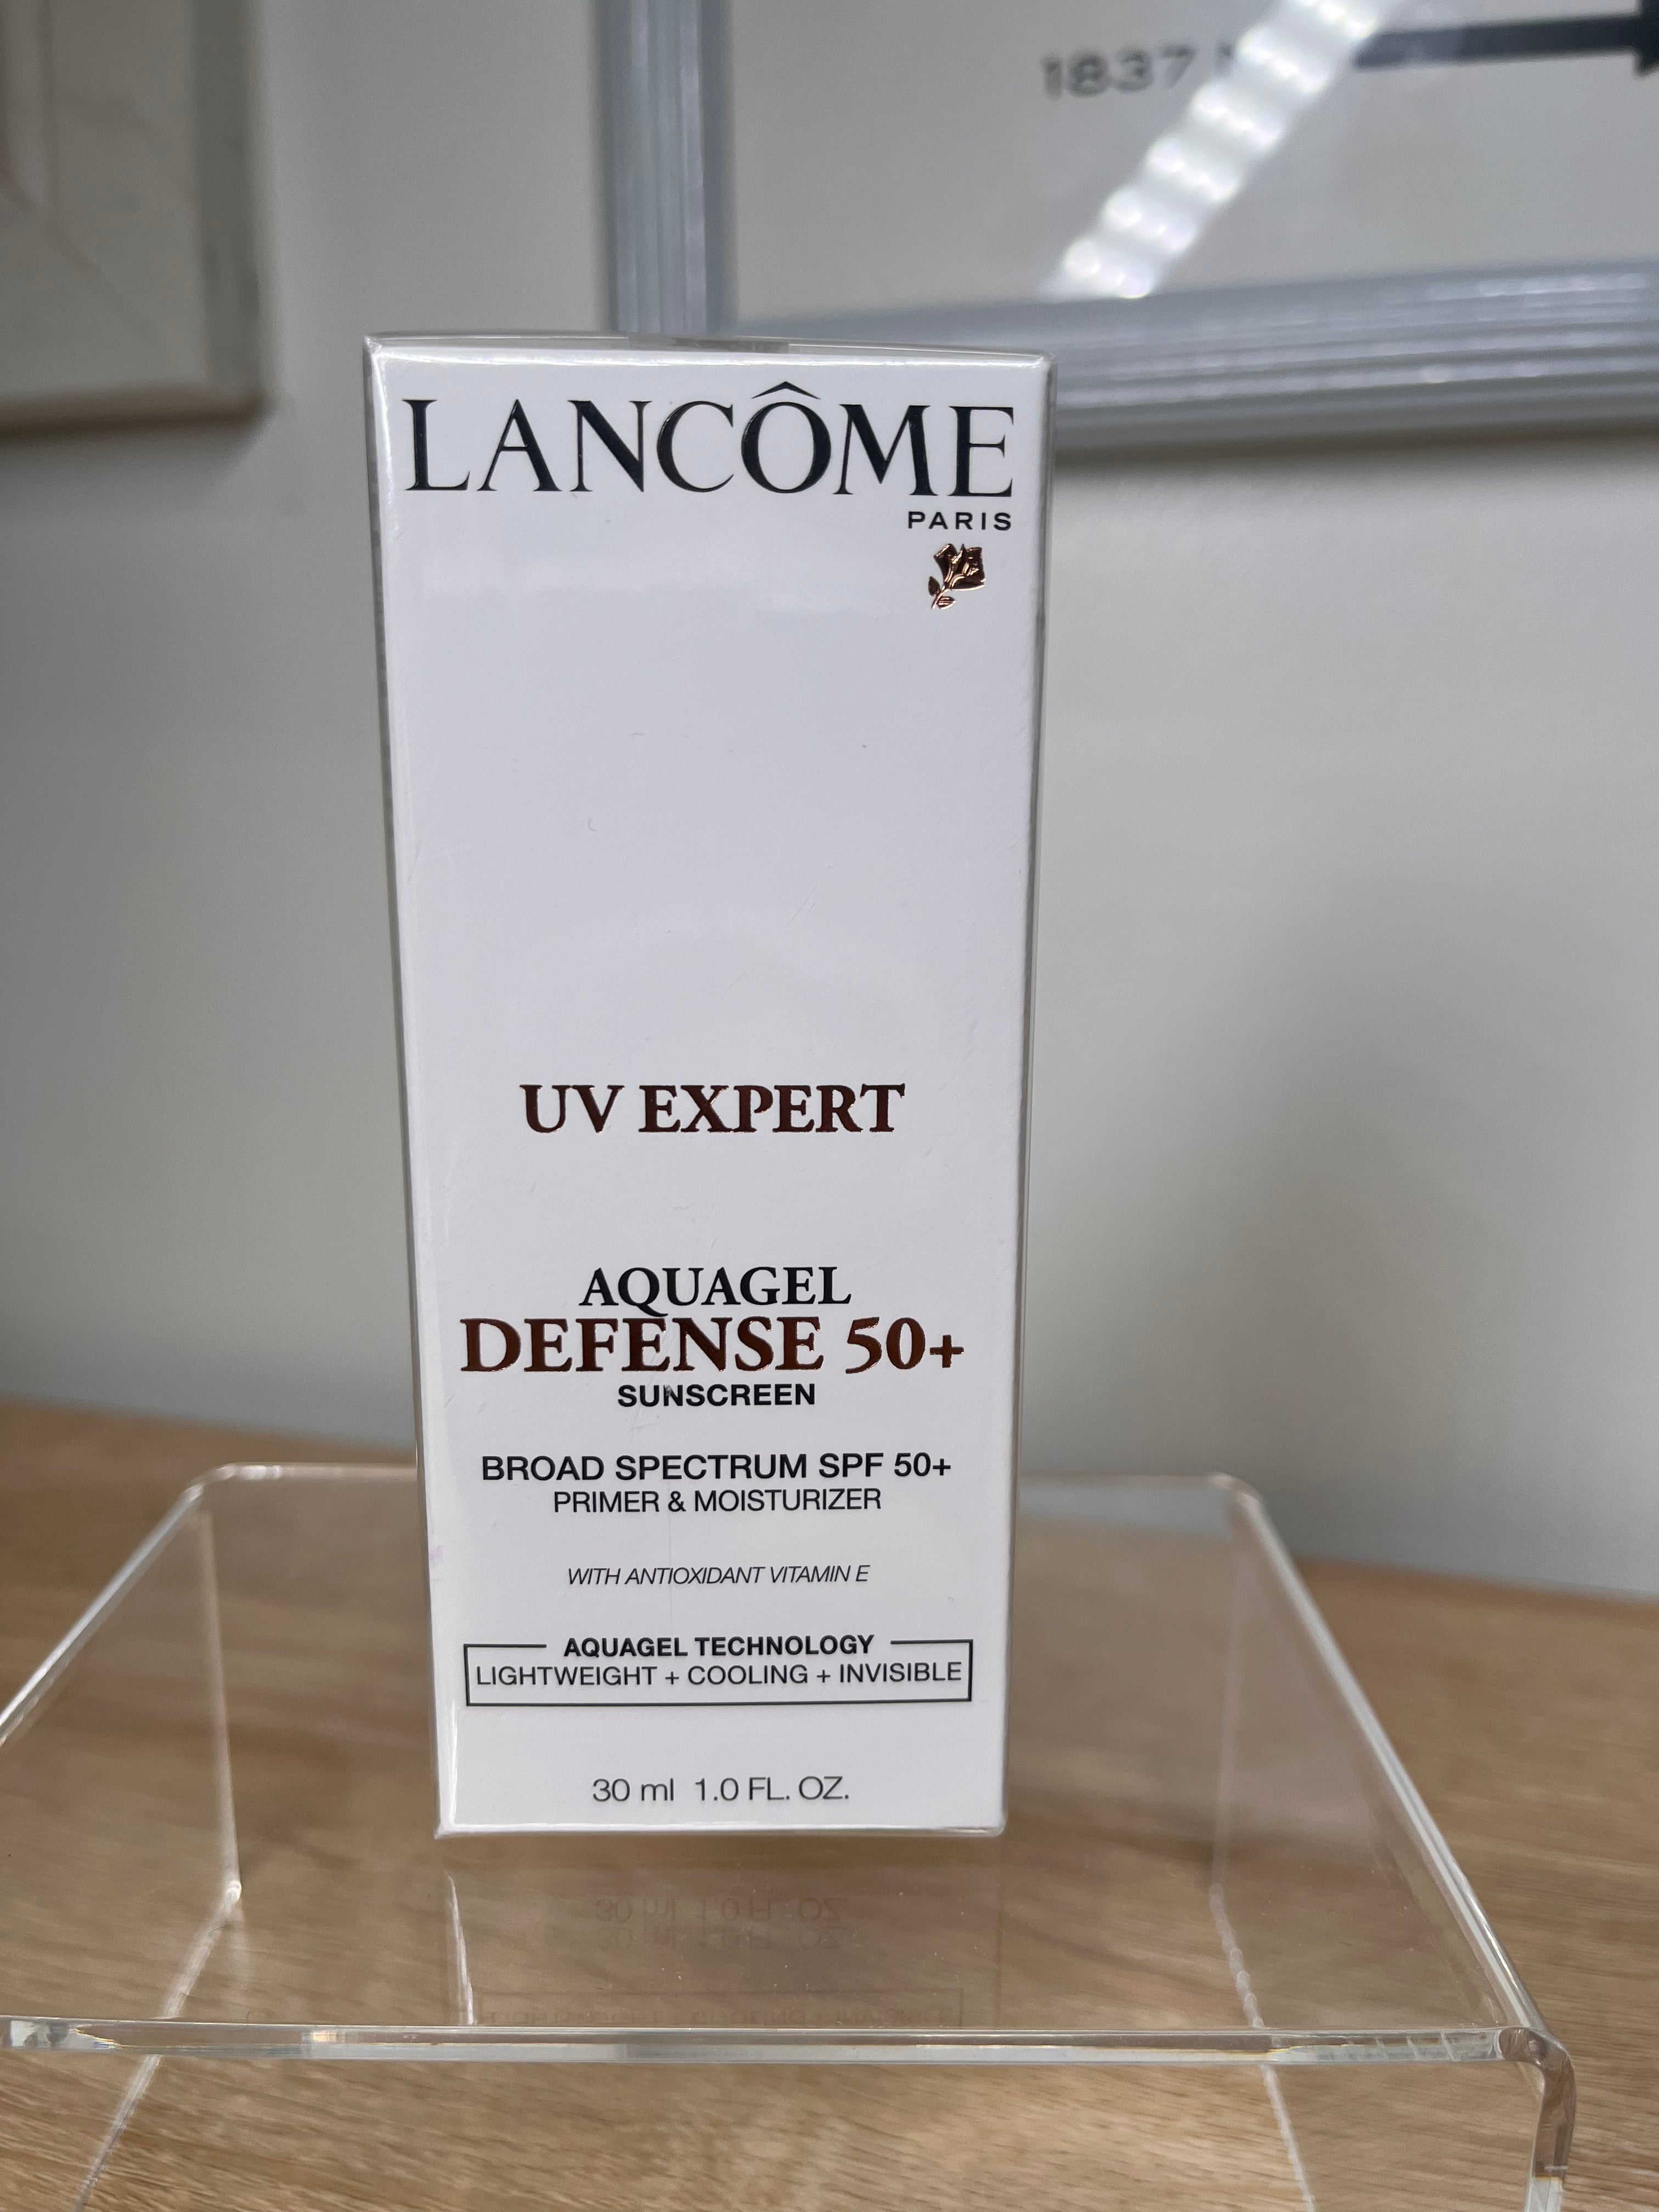 1837
LANCÔME
PARIS
UV EXPERT
AQUAGEL
DEFENSE 50+
SUNSCREEN
BROAD SPECTRUM SPF 50+
PRIMER & MOISTURIZER
WITH ANTIOXIDANT VITAMIN E
AQUAGEL TECHNOLOGY
LIGHTWEIGHT + COOLING + INVISIBLE
30 ml 1.0 FL. OZ.